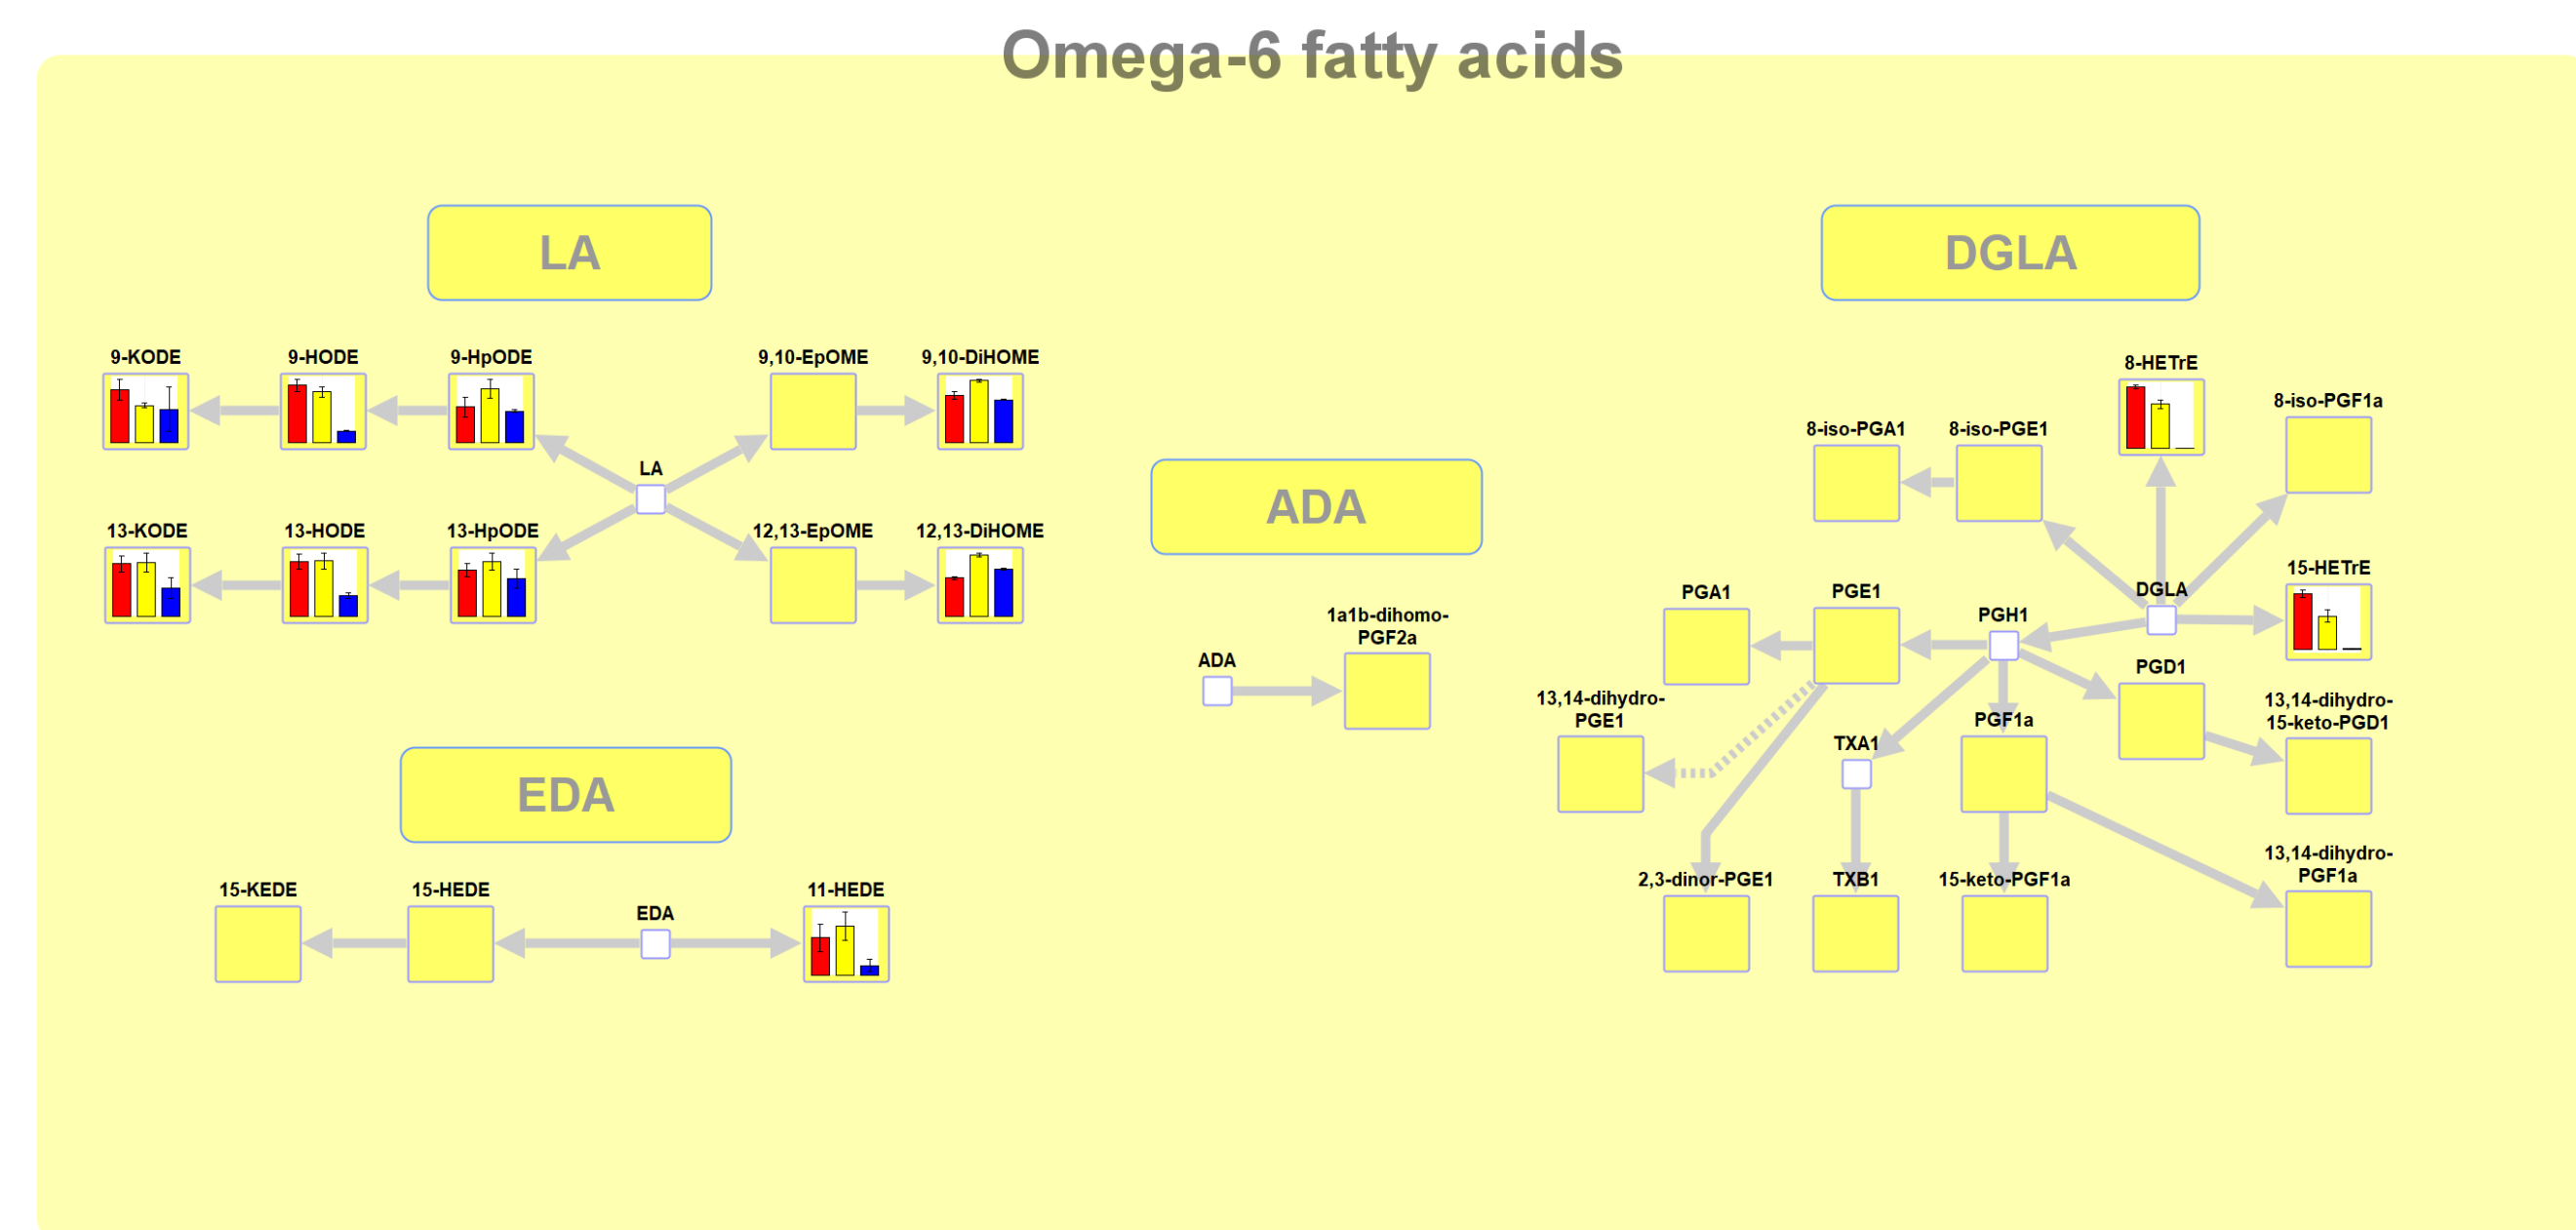 Omega-6 fatty acids
LA
9-KODE
9-HODE
9-HpODE
9,10-EpOME
9,10-DiHOME
LA
13-KODE
13-HODE
13-HpODE
12,13-EpOME
12,13-DiHOME
EDA
15-KEDE
15-HEDE
EDA
11-HEDE
ADA
ADA
1a1b-dihomo-
PGF2a
DGLA
8-HETrE
8-iso-PGF1a
8-iso-PGA1
8-iso-PGE1
15-HETrE
DGLA
PGH1
PGE1
PGA1
PGD1
13,14-dihydro-
PGE1
13,14-dihydro-
15-keto-PGD1
PGF1a
TXA1
2,3-dinor-PGE1
TXB1
15-keto-PGF1a
13,14-dihydro-
PGF1a